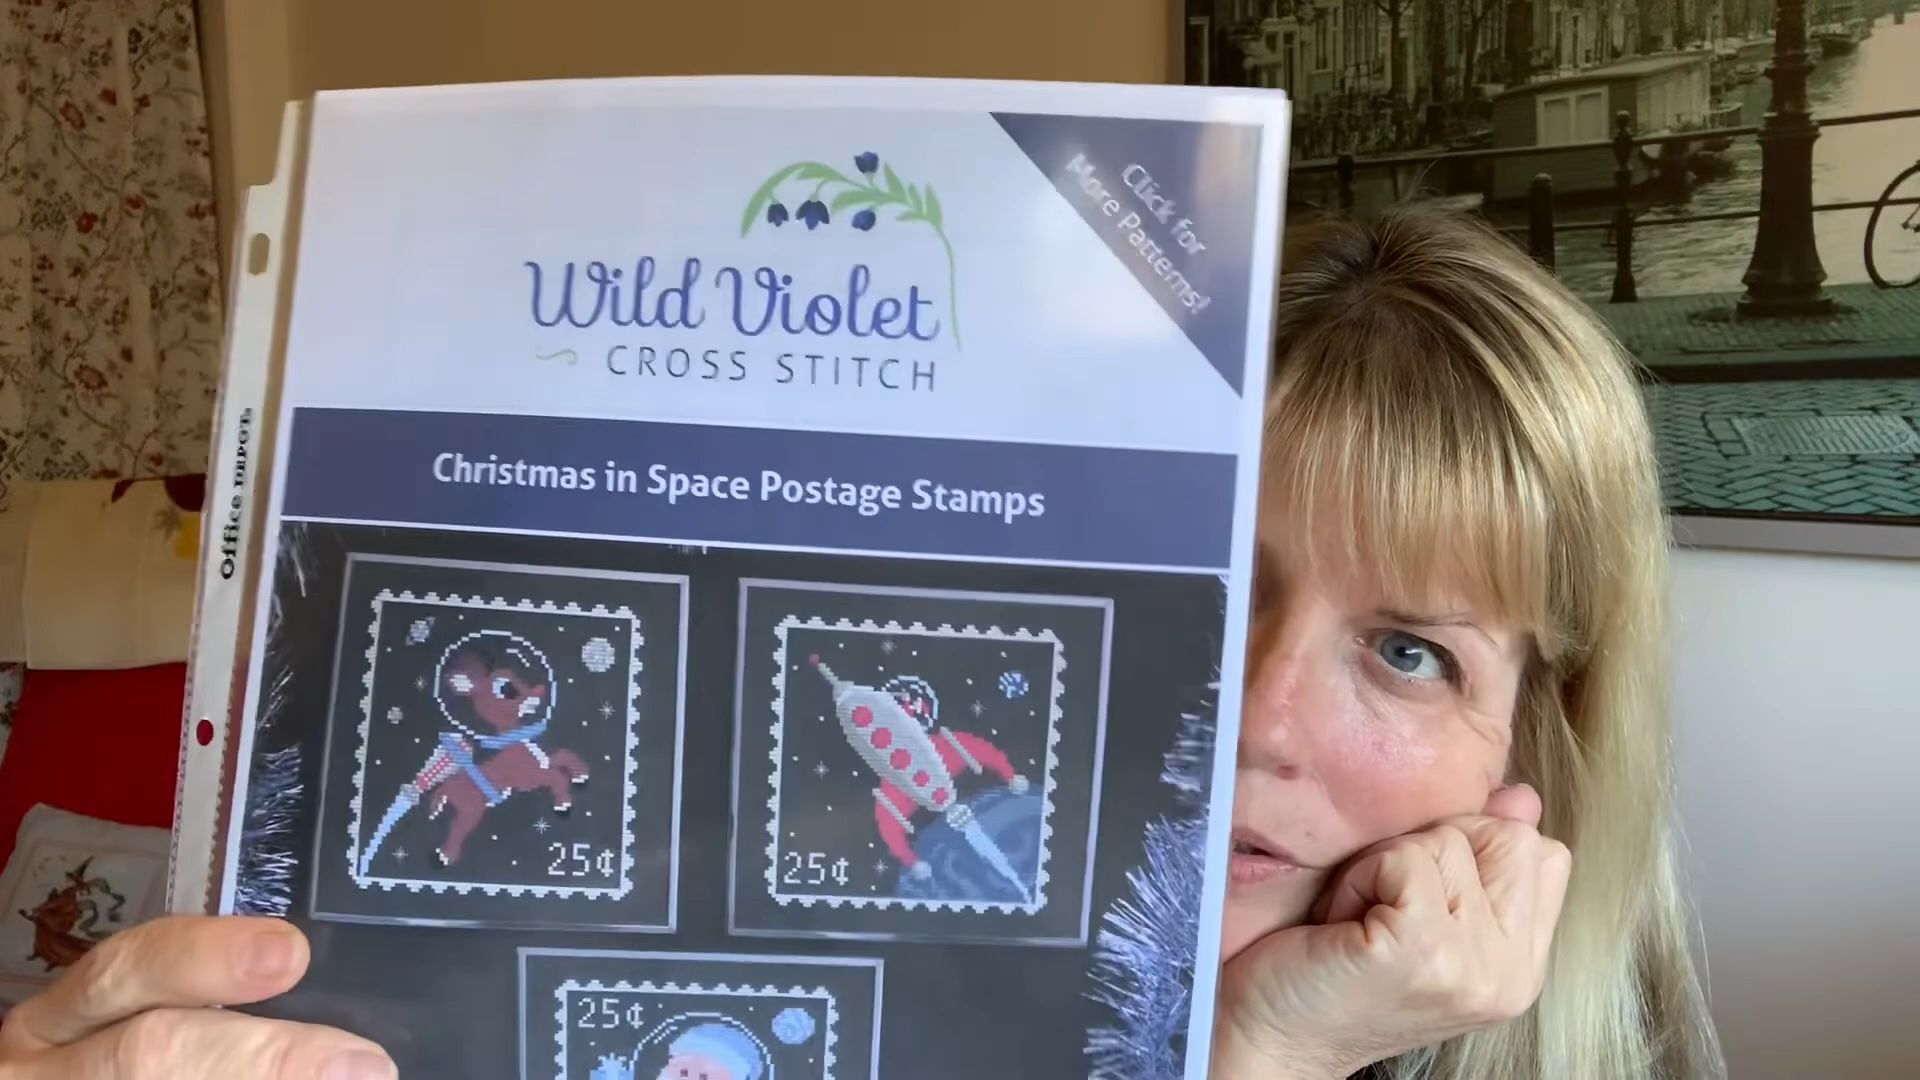 Click for
More Patterns!
Wild Violet
CROSS STITCH
Office DEPOT
Christmas in Space Postage Stamps
25¢
25¢
25¢